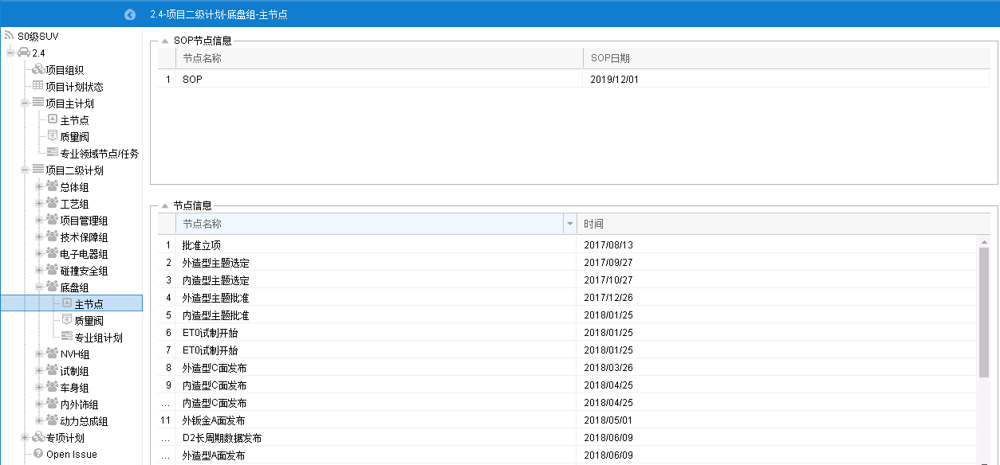 2.4-项目二级计划-底盘组-主节点
S0级SUV
2.4
项目组织
项目计划状态
项目主计划
主节点
质量阀
专业领域节点/任务
项目二级计划
总体组
工艺组
项目管理组
技术保障组
电子电器组
碰撞安全组
底盘组
主节点
质量阀
专业组计划
NVH组
试制组
车身组
内外饰组
动力总成组
专项计划
Open Issue
SOP节点信息
节点名称 SOP日期
1 SOP 2019/12/01
节点信息
节点名称 时间
1 批准立项 2017/08/13
2 外造型主题选定 2017/09/27
3 内造型主题选定 2017/10/27
4 外造型主题批准 2017/12/26
5 内造型主题批准 2018/01/25
6 ET0试制开始 2018/01/25
7 ET0试制开始 2018/01/25
8 外造型C面发布 2018/03/26
9 内造型C面发布 2018/04/25
... 内造型C面发布 2018/04/25
11 外钣金A面发布 2018/05/01
... D2长周期数据发布 2018/06/09
... 外造型A面发布 2018/06/09